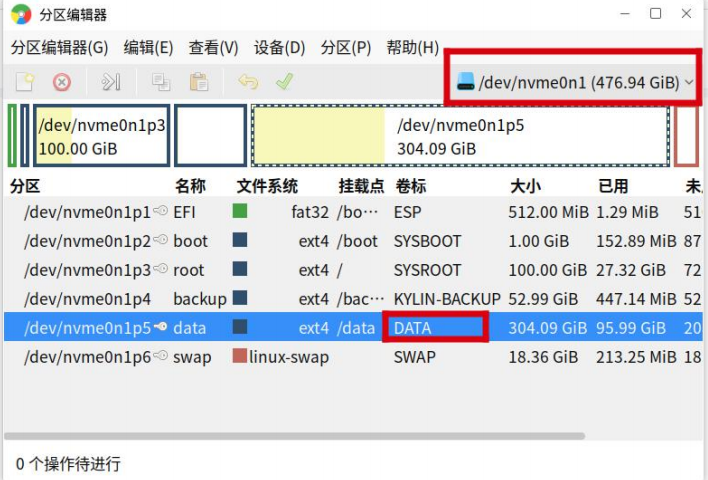 分区编辑器
分区编辑器(G) 编辑(E) 查看(V) 设备(D) 分区(P) 帮助(H)
/dev/nvme0n1 (476.94 GiB)
/dev/nvme0n1p3
100.00 GiB
/dev/nvme0n1p5
304.09 GiB
分区 名称 文件系统 挂载点 卷标 大小 已用 未
/dev/nvme0n1p1 EFI fat32 /bo… ESP 512.00 MiB 1.29 MiB 51
/dev/nvme0n1p2 boot ext4 /boot SYSBOOT 1.00 GiB 152.89 MiB 87
/dev/nvme0n1p3 root ext4 / SYSROOT 100.00 GiB 27.32 GiB 72
/dev/nvme0n1p4 backup ext4 /bac… KYLIN-BACKUP 52.99 GiB 447.14 MiB 52
/dev/nvme0n1p5 data ext4 /data DATA 304.09 GiB 95.99 GiB 20
/dev/nvme0n1p6 swap linux-swap SWAP 18.36 GiB 213.25 MiB 18
0 个操作待进行